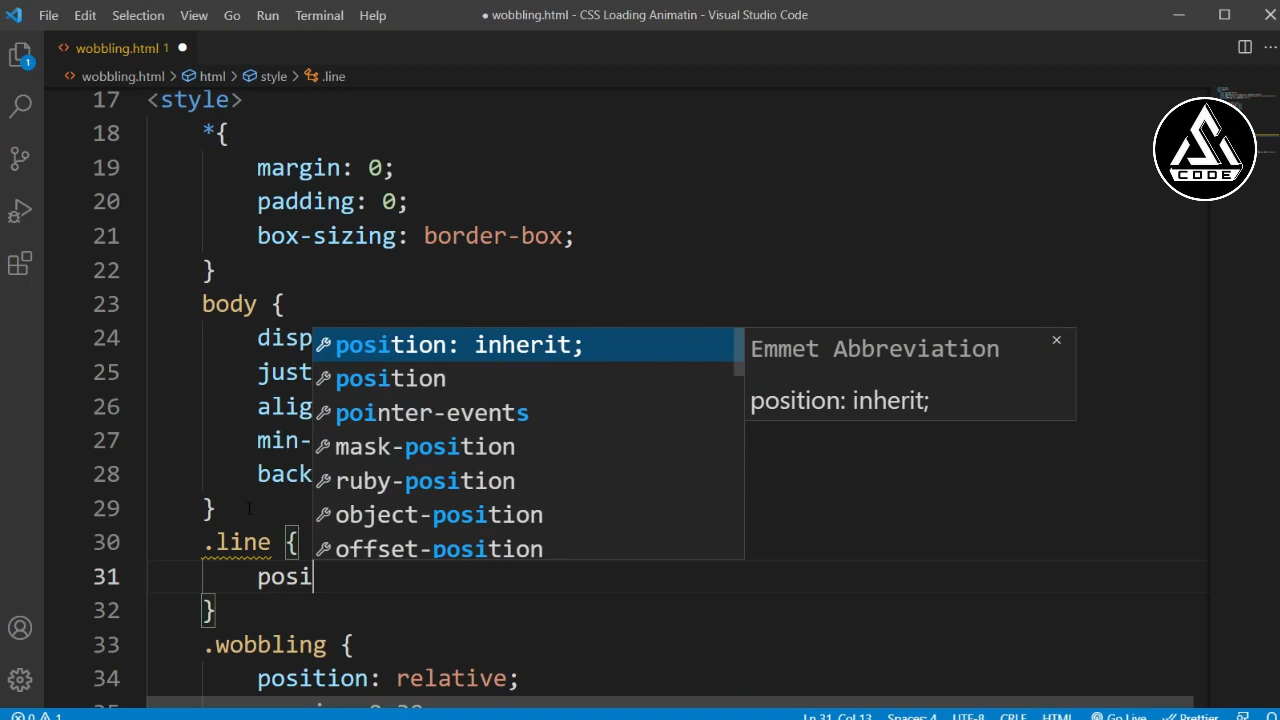 File Edit Selection View Go Run Terminal Help
● wobbling.html - CSS Loading Animatin - Visual Studio Code
wobbling.html 1 ●
wobbling.html > html > style > .line
17 <style>
18 *{
19 margin: 0;
20 padding: 0;
21 box-sizing: border-box;
22 }
23 body {
24 disp
25 just
26 alig
27 min-
28 back
29 }
30 .line {
31 posi
32 }
33 .wobbling {
34 position: relative;
position: inherit;
position
pointer-events
mask-position
ruby-position
object-position
offset-position
Emmet Abbreviation
position: inherit;
CODE
1
0 1
Ln 31, Col 13 Spaces: 4 UTF-8 CRLF HTML Go Live Prettier